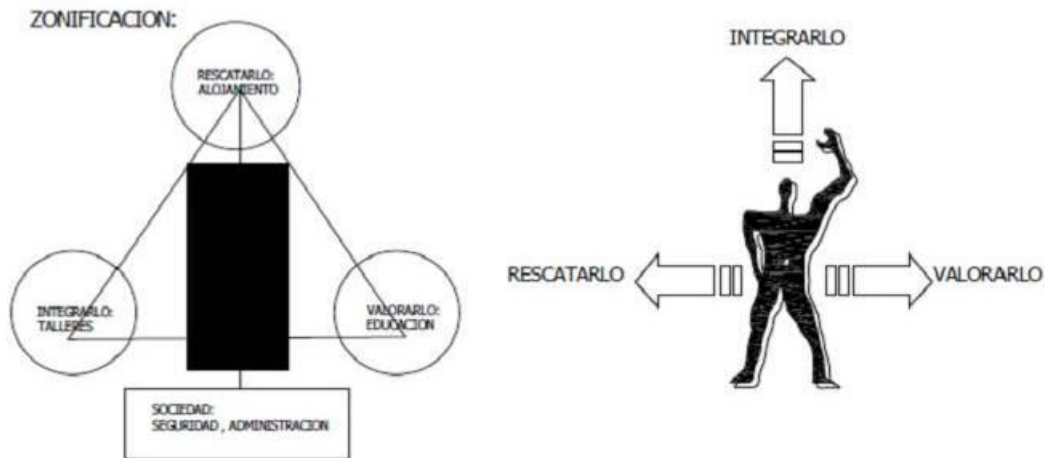 ZONIFICACION:
RESCATARLO:
ALOJAMIENTO
INTEGRARLO:
TALLERES
VALORARLO:
EDUCACION
SOCIEDAD:
SEGURIDAD , ADMINISTRACION
INTEGRARLO
RESCATARLO
VALORARLO